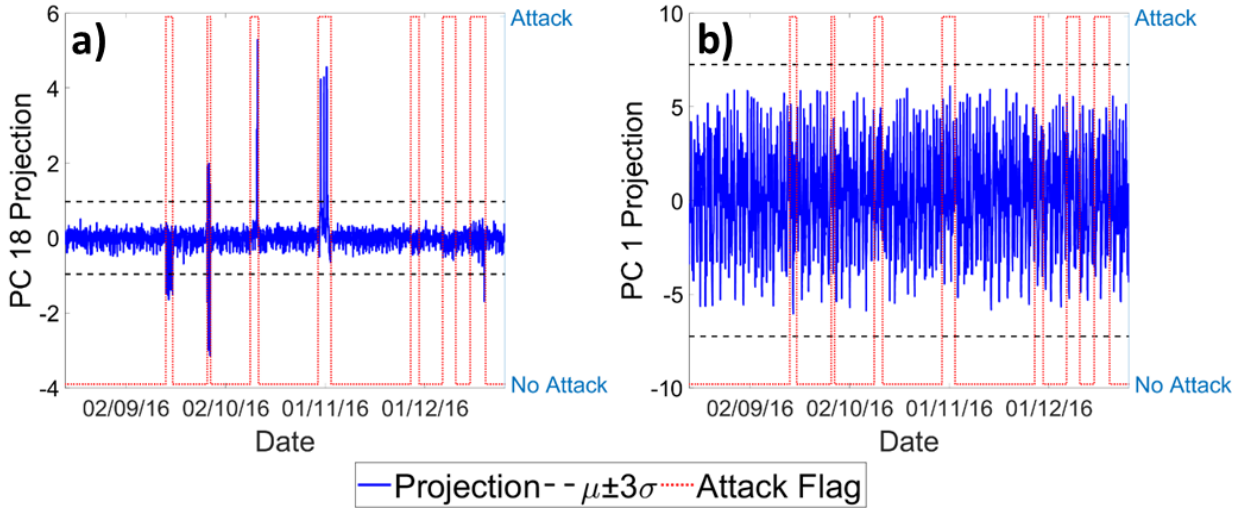 a)
6
4
2
0
-2
-4
PC 18 Projection
Attack
No Attack
02/09/16 02/10/16 01/11/16 01/12/16
Date
b)
10
5
0
-5
-10
PC 1 Projection
Attack
No Attack
02/09/16 02/10/16 01/11/16 01/12/16
Date
Projection μ±3σ Attack Flag